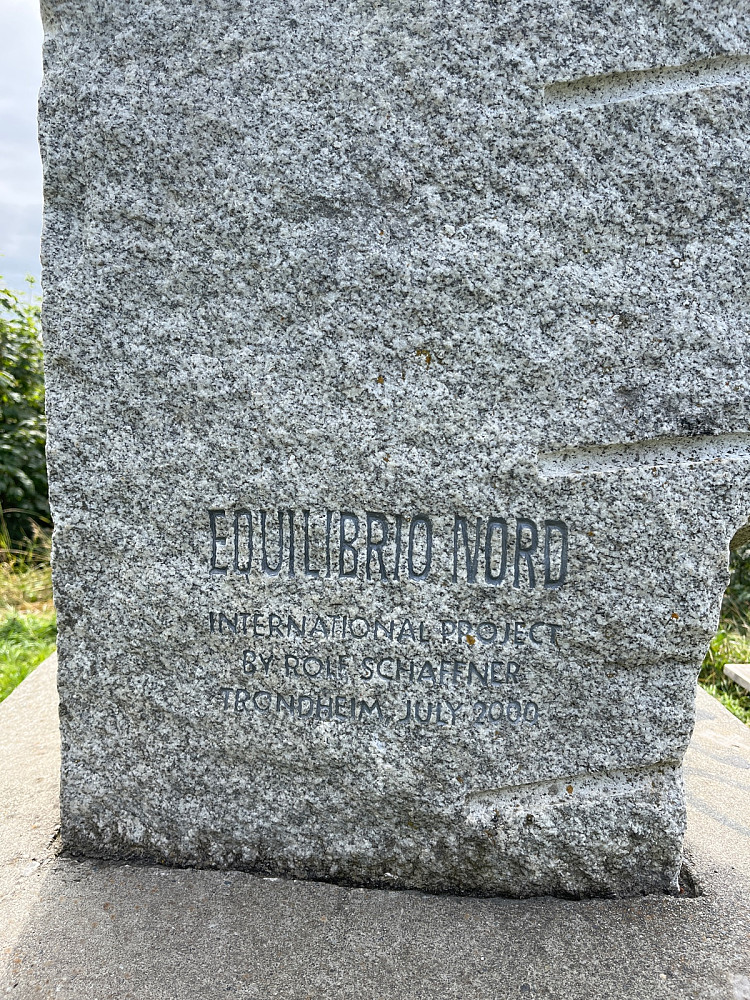 EQUILIBRIO NORD
INTERNATIONAL PROJECT
BY ROLF SCHAFFNER
TRONDHEIM, JULY 2000